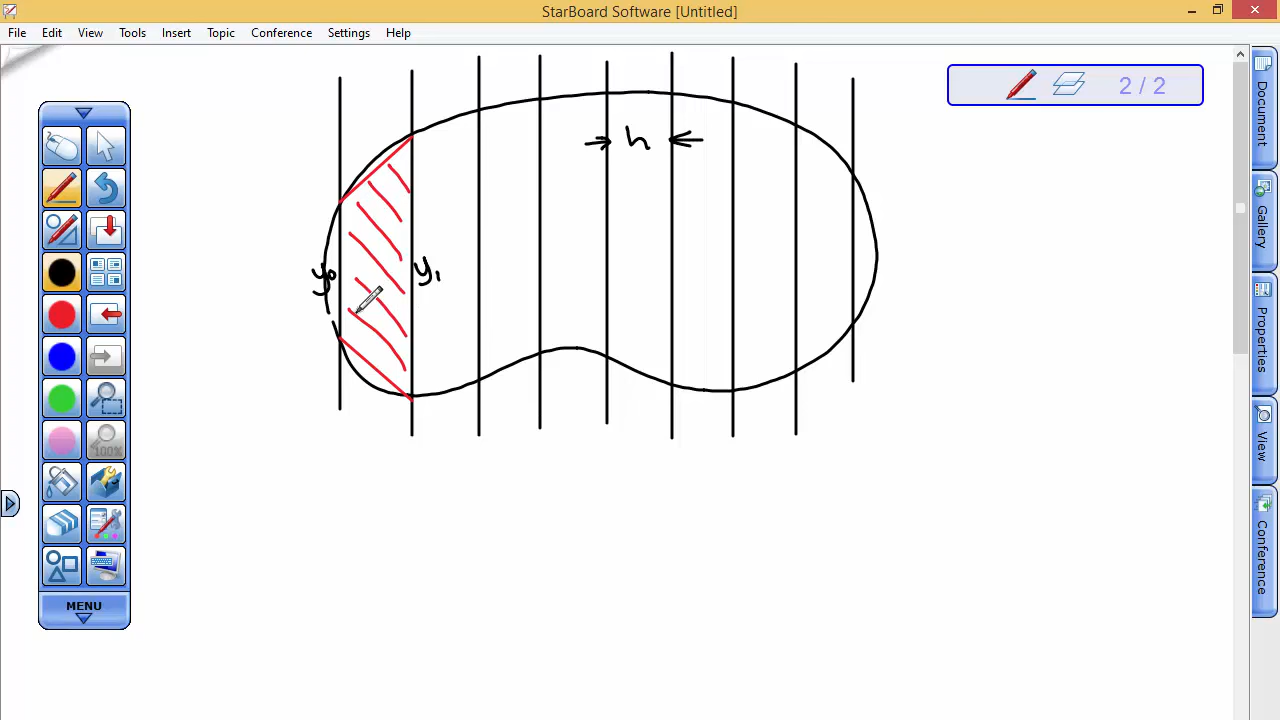 StarBoard Software [Untitled]
File Edit View Tools Insert Topic Conference Settings Help
2 / 2
Document
Gallery
Properties
View
Conference
h
y₀ y₁
100%
MENU